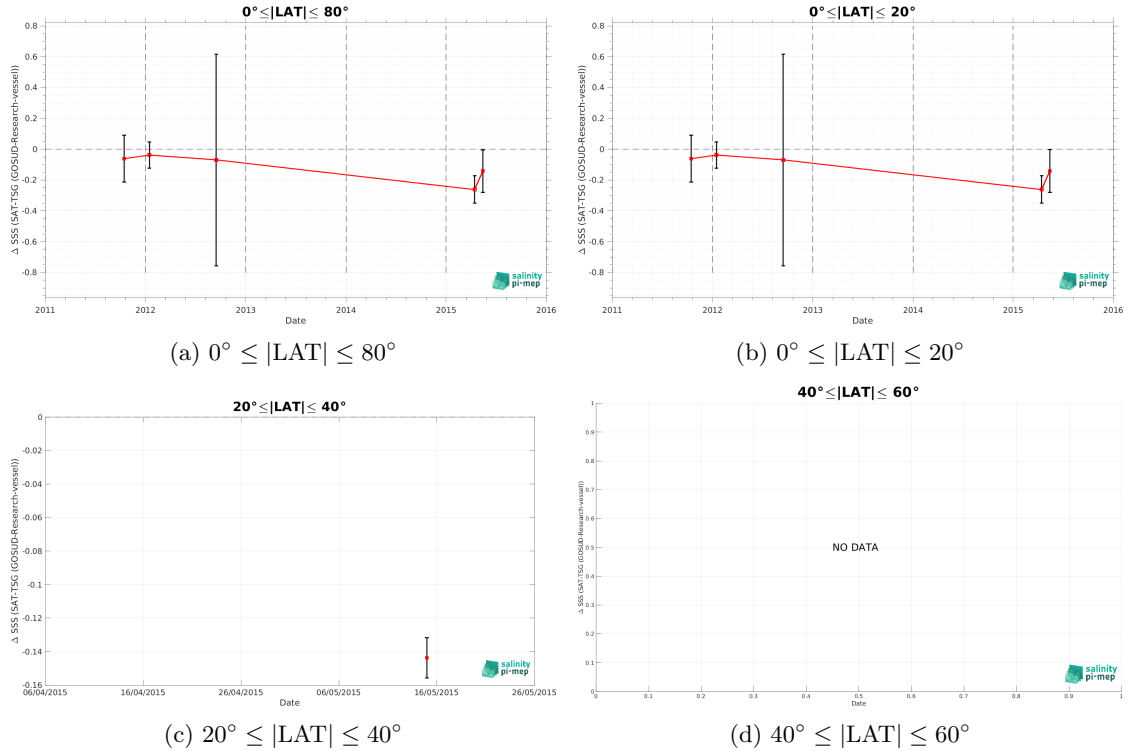 0°≤|LAT|≤ 80°
0.8
0.6
0.4
0.2
0
-0.2
-0.4
-0.6
-0.8
Δ SSS (SAT-TSG (GOSUD-Research-vessel))
2011 2012 2013 2014 2015 2016
Date
salinity
pi-mep
(a) 0° ≤ |LAT| ≤ 80°
0°≤|LAT|≤ 20°
0.8
0.6
0.4
0.2
0
-0.2
-0.4
-0.6
-0.8
Δ SSS (SAT-TSG (GOSUD-Research-vessel))
2011 2012 2013 2014 2015 2016
Date
salinity
pi-mep
(b) 0° ≤ |LAT| ≤ 20°
20°≤|LAT|≤ 40°
0
-0.02
-0.04
-0.06
-0.08
-0.1
-0.12
-0.14
-0.16
Δ SSS (SAT-TSG (GOSUD-Research-vessel))
06/04/2015 16/04/2015 26/04/2015 06/05/2015 16/05/2015 26/05/2015
Date
salinity
pi-mep
(c) 20° ≤ |LAT| ≤ 40°
40°≤|LAT|≤ 60°
1
0.9
0.8
0.7
0.6
0.5
0.4
0.3
0.2
0.1
0
Δ SSS (SAT-TSG (GOSUD-Research-vessel))
NO DATA
0 0.1 0.2 0.3 0.4 0.5 0.6 0.7 0.8 0.9 1
Date
salinity
pi-mep
(d) 40° ≤ |LAT| ≤ 60°